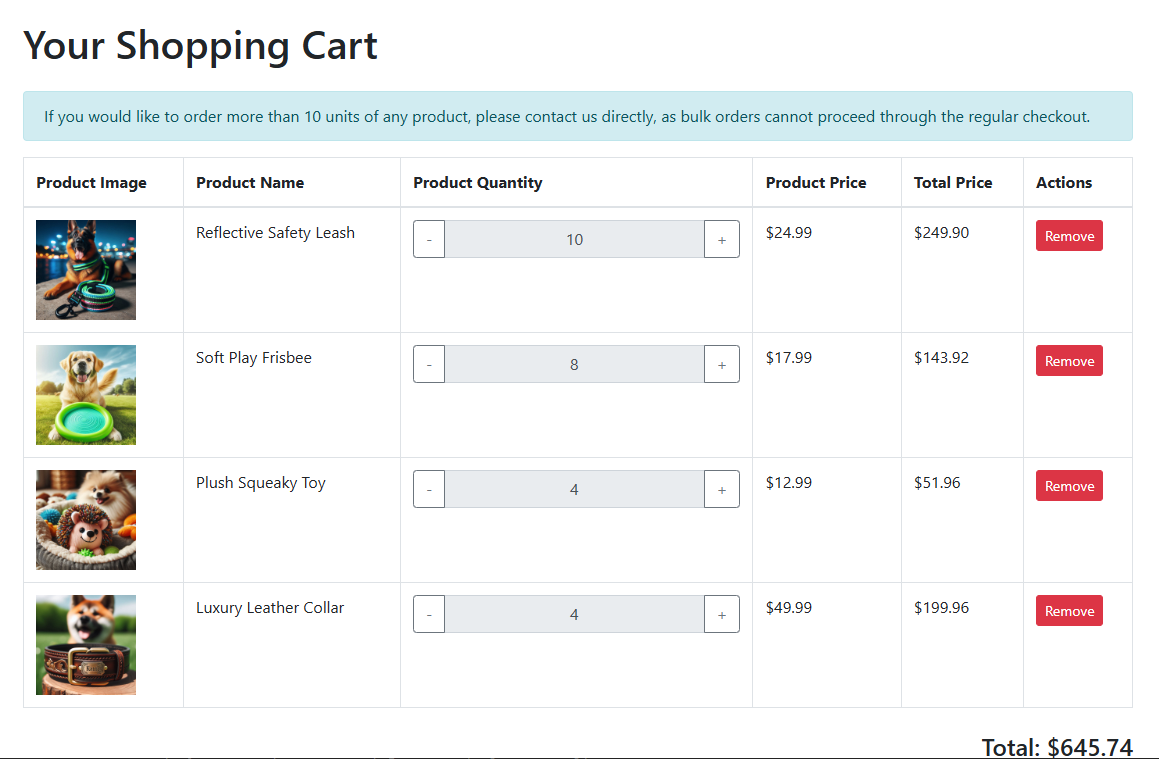 Your Shopping Cart
If you would like to order more than 10 units of any product, please contact us directly, as bulk orders cannot proceed through the regular checkout.
Product Image Product Name Product Quantity Product Price Total Price Actions
Reflective Safety Leash - 10 + $24.99 $249.90 Remove
Soft Play Frisbee - 8 + $17.99 $143.92 Remove
Plush Squeaky Toy - 4 + $12.99 $51.96 Remove
Luxury Leather Collar - 4 + $49.99 $199.96 Remove
Total: $645.74